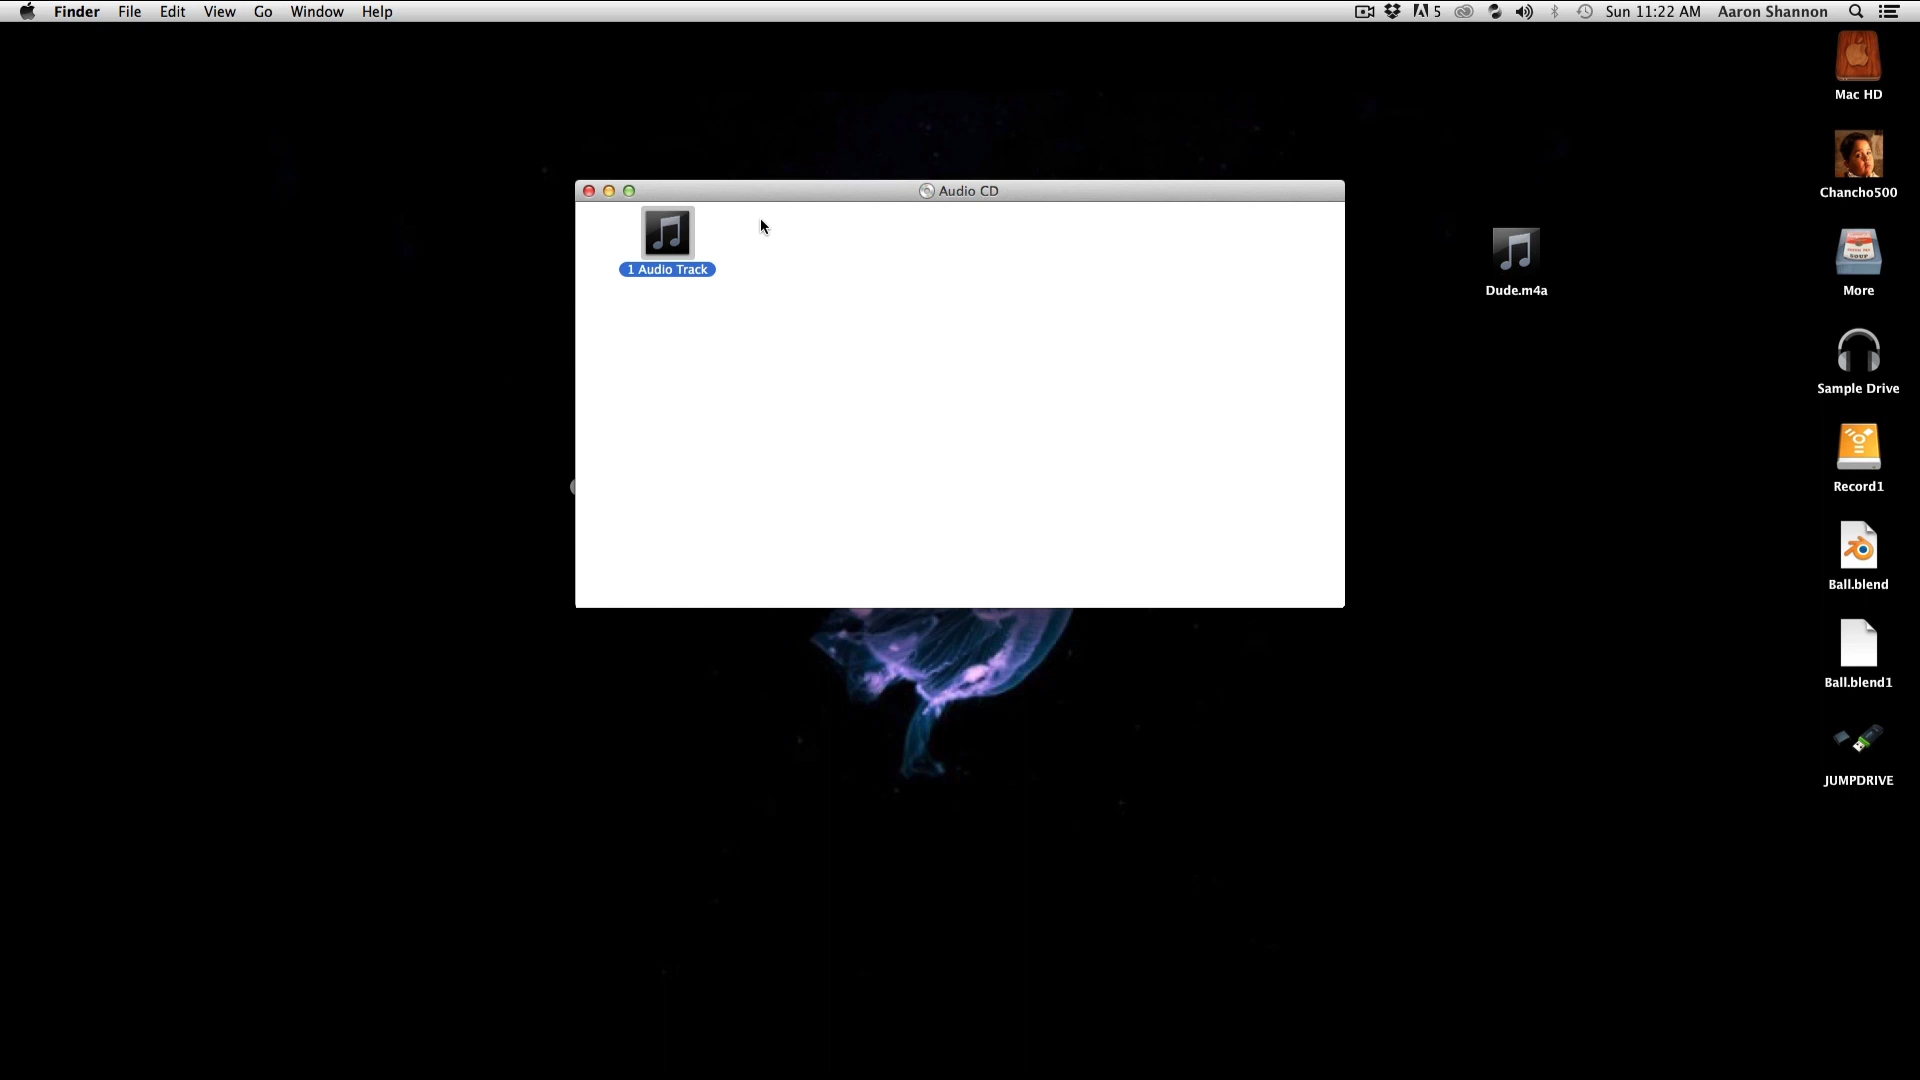 Finder File Edit View Go Window Help
5 Sun 11:22 AM Aaron Shannon
Audio CD
1 Audio Track
Dude.m4a
Mac HD
Chancho500
SOUP
More
Sample Drive
Record1
Ball.blend
Ball.blend1
JUMPDRIVE